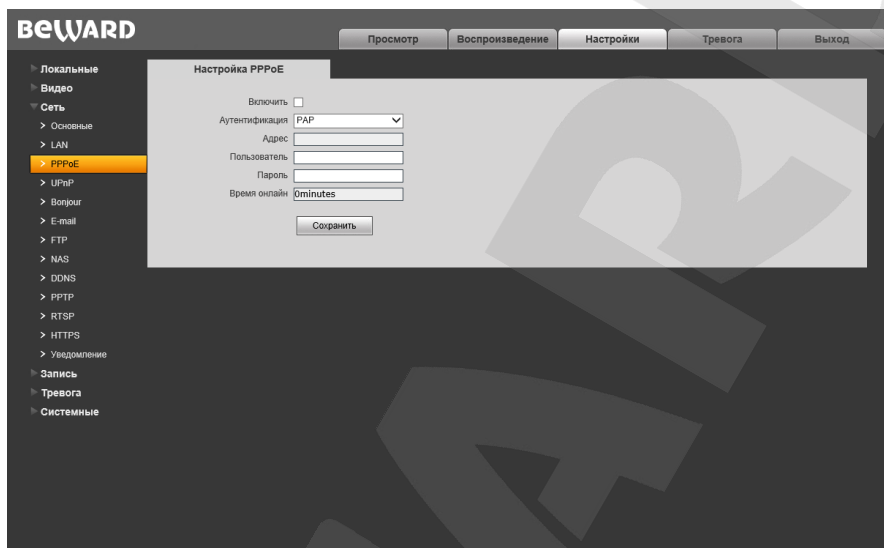 BEWARD
Просмотр Воспроизведение Настройки Тревога Выход
Локальные
Видео
Сеть
Основные
LAN
PPPoE
UPnP
Bonjour
E-mail
FTP
NAS
DDNS
PPTP
RTSP
HTTPS
Уведомление
Запись
Тревога
Системные
Настройка PPPoE
Включить
Аутентификация PAP
Адрес
Пользователь
Пароль
Время онлайн 0minutes
Сохранить